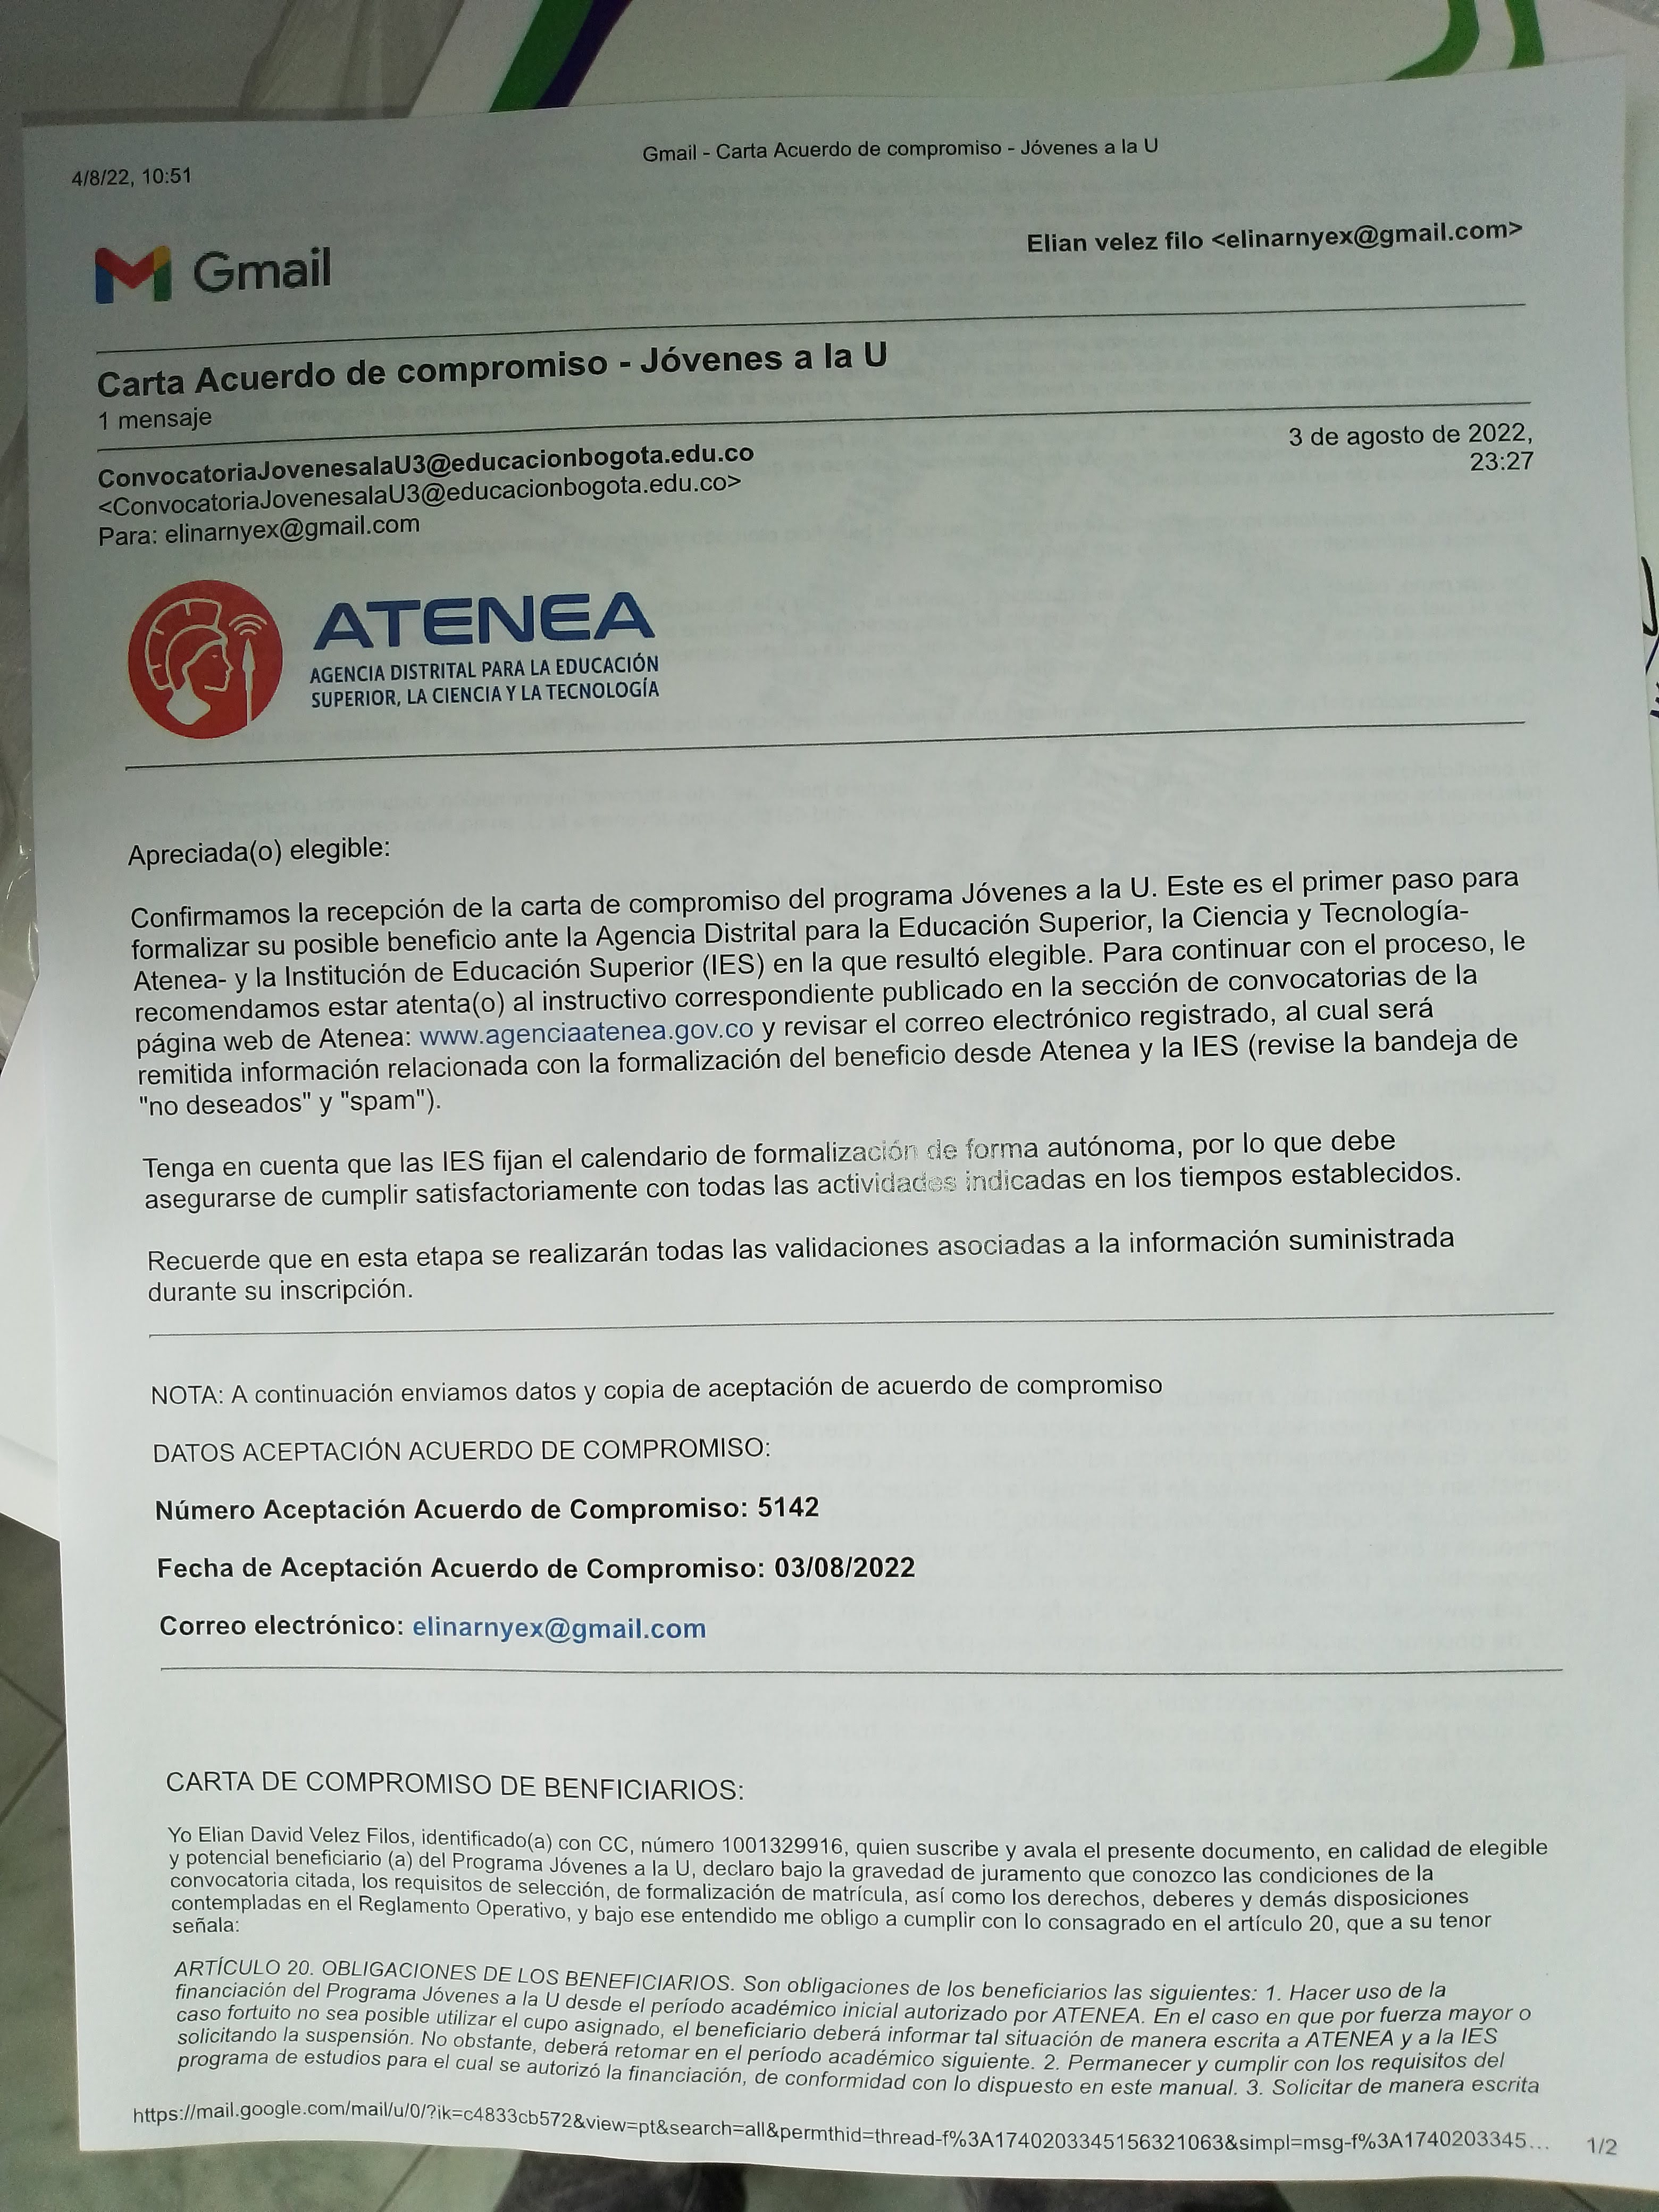 4/8/22, 10:51
Gmail - Carta Acuerdo de compromiso - Jóvenes a la U
Gmail
Elian velez filo <elinarnyex@gmail.com>
Carta Acuerdo de compromiso - Jóvenes a la U
1 mensaje
ConvocatoriaJovenesalaU3@educacionbogota.edu.co
<ConvocatoriaJovenesalaU3@educacionbogota.edu.co>
Para: elinarnyex@gmail.com
3 de agosto de 2022,
23:27
ATENEA
AGENCIA DISTRITAL PARA LA EDUCACIÓN
SUPERIOR, LA CIENCIA Y LA TECNOLOGÍA
Apreciada(o) elegible:
Confirmamos la recepción de la carta de compromiso del programa Jóvenes a la U. Este es el primer paso para
formalizar su posible beneficio ante la Agencia Distrital para la Educación Superior, la Ciencia y Tecnología-
Atenea- y la Institución de Educación Superior (IES) en la que resultó elegible. Para continuar con el proceso, le
recomendamos estar atenta(o) al instructivo correspondiente publicado en la sección de convocatorias de la
página web de Atenea: www.agenciaatenea.gov.co y revisar el correo electrónico registrado, al cual será
remitida información relacionada con la formalización del beneficio desde Atenea y la IES (revise la bandeja de
"no deseados" y "spam").
Tenga en cuenta que las IES fijan el calendario de formalización de forma autónoma, por lo que debe
asegurarse de cumplir satisfactoriamente con todas las actividades indicadas en los tiempos establecidos.
Recuerde que en esta etapa se realizarán todas las validaciones asociadas a la información suministrada
durante su inscripción.
NOTA: A continuación enviamos datos y copia de aceptación de acuerdo de compromiso
DATOS ACEPTACIÓN ACUERDO DE COMPROMISO:
Número Aceptación Acuerdo de Compromiso: 5142
Fecha de Aceptación Acuerdo de Compromiso: 03/08/2022
Correo electrónico: elinarnyex@gmail.com
CARTA DE COMPROMISO DE BENFICIARIOS:
Yo Elian David Velez Filos, identificado(a) con CC, número 1001329916, quien suscribe y avala el presente documento, en calidad de elegible
y potencial beneficiario (a) del Programa Jóvenes a la U, declaro bajo la gravedad de juramento que conozco las condiciones de la
convocatoria citada, los requisitos de selección, de formalización de matrícula, así como los derechos, deberes y demás disposiciones
contempladas en el Reglamento Operativo, y bajo ese entendido me obligo a cumplir con lo consagrado en el artículo 20, que a su tenor
señala:
ARTÍCULO 20. OBLIGACIONES DE LOS BENEFICIARIOS. Son obligaciones de los beneficiarios las siguientes: 1. Hacer uso de la
financiación del Programa Jóvenes a la U desde el período académico inicial autorizado por ATENEA. En el caso en que por fuerza mayor o
caso fortuito no sea posible utilizar el cupo asignado, el beneficiario deberá informar tal situación de manera escrita a ATENEA y a la IES
solicitando la suspensión. No obstante, deberá retomar en el período académico siguiente. 2. Permanecer y cumplir con los requisitos del
programa de estudios para el cual se autorizó la financiación, de conformidad con lo dispuesto en este manual. 3. Solicitar de manera escrita
https://mail.google.com/mail/u/0/?ik=c4833cb572&view=pt&search=all&permthid=thread-f%3A1740203345156321063&simpl=msg-f%3A1740203345...
1/2